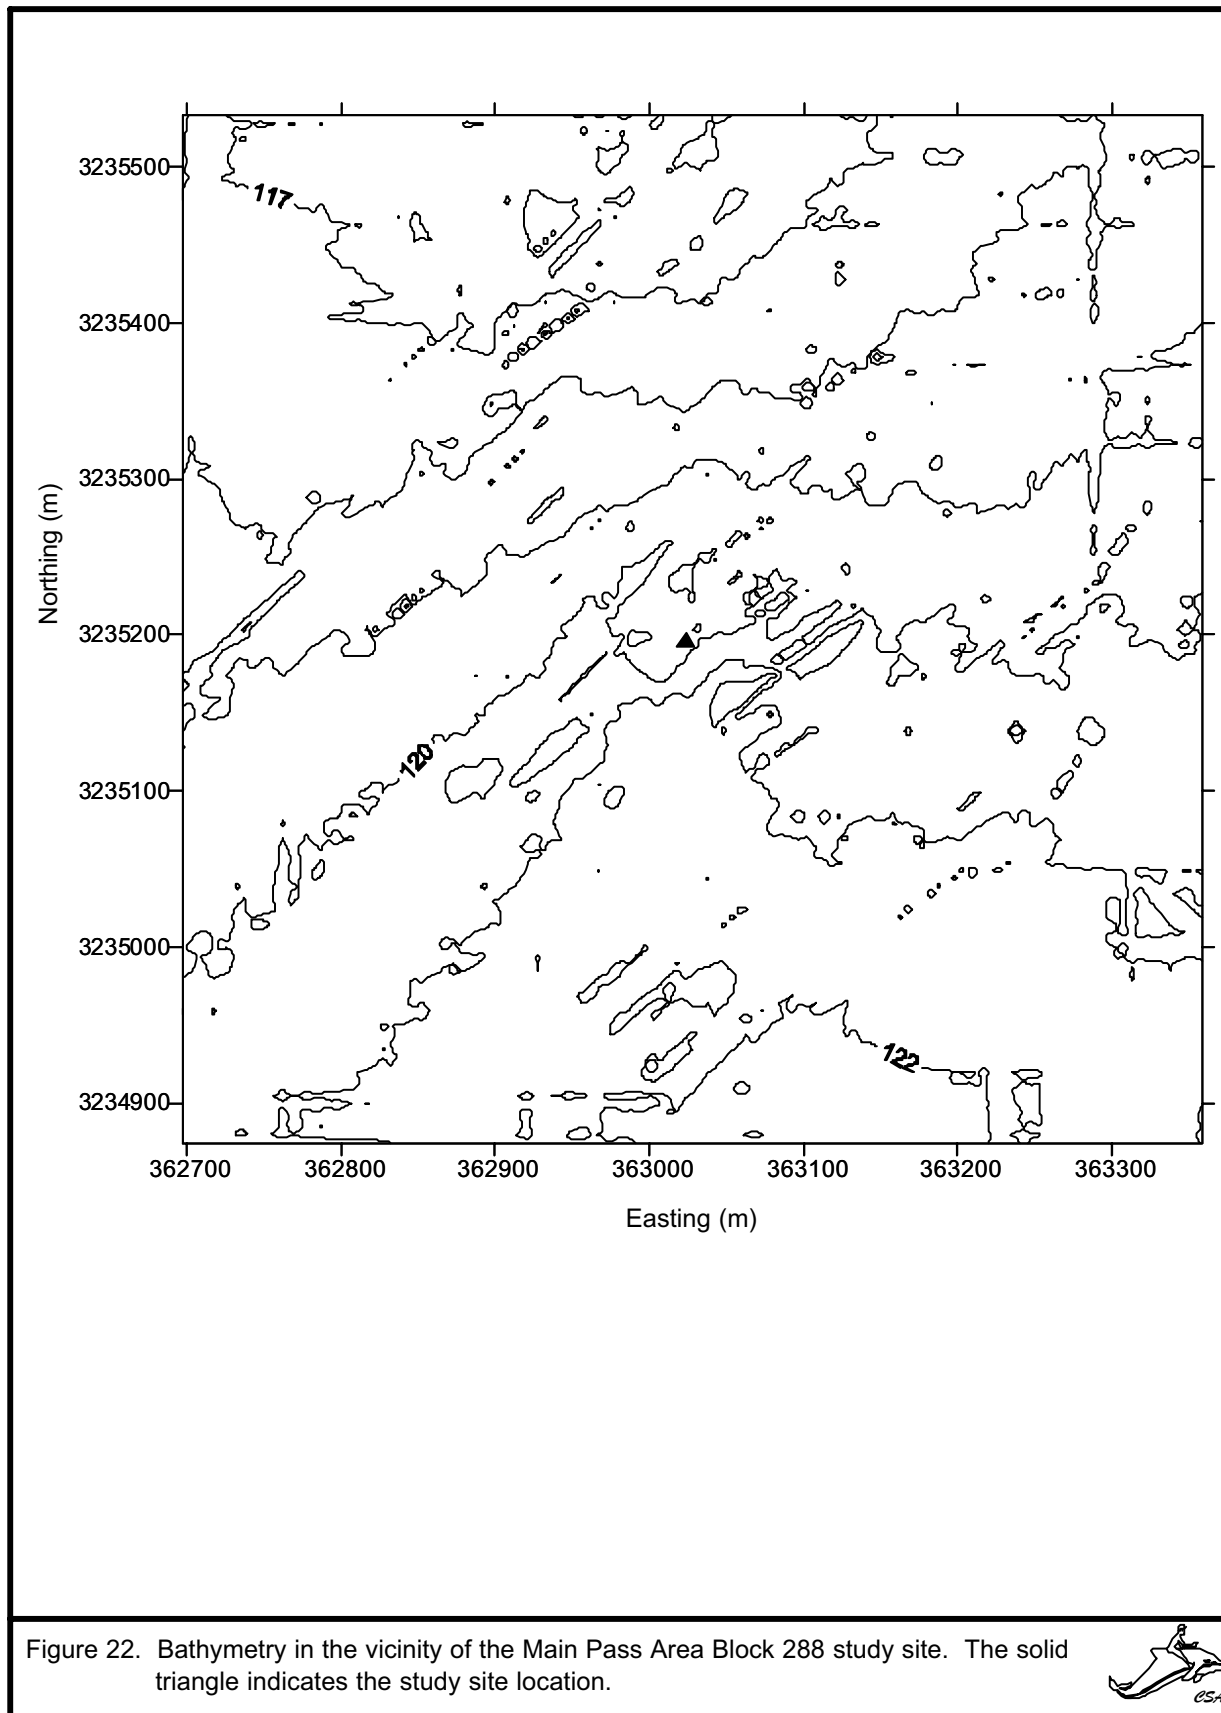 3235500
117
3235400
3235300
Northing (m)
3235200
120
3235100
3235000
122
3234900
362700 362800 362900 363000 363100 363200 363300
Easting (m)
Figure 22. Bathymetry in the vicinity of the Main Pass Area Block 288 study site. The solid
triangle indicates the study site location.
CSA